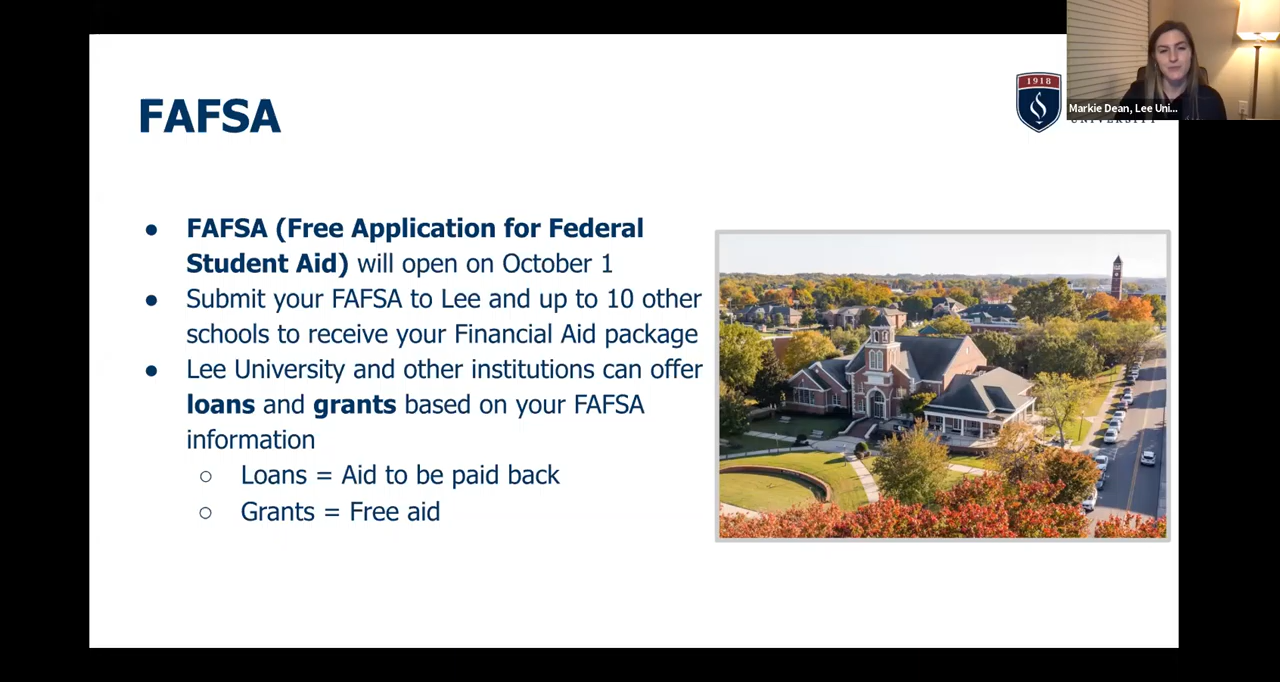 FAFSA
1918
Markie Dean, Lee Uni...
UNIVERSITY
● FAFSA (Free Application for Federal
Student Aid) will open on October 1
● Submit your FAFSA to Lee and up to 10 other
schools to receive your Financial Aid package
● Lee University and other institutions can offer
loans and grants based on your FAFSA
information
○ Loans = Aid to be paid back
○ Grants = Free aid